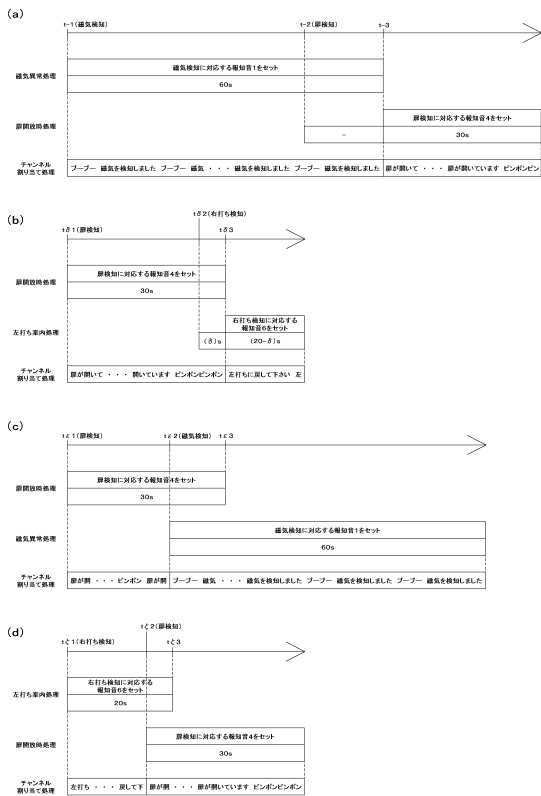 (a)
t-1(磁気検知)
t-2(扉検知)
t-3
磁気異常処理
磁気検知に対応する報知音1をセット
60s
扉開放時処理
扉検知に対応する報知音4をセット
-
30s
チャンネル
割り当て処理
ブーブー 磁気を検知しました ブーブー 磁気 ・・・ 磁気を検知しました ブーブー 磁気を検知しました
扉が開いて ・・・ 扉が開いています ピンポンピン
(b)
tδ1(扉検知)
tδ2(右打ち検知)
tδ3
扉開放時処理
扉検知に対応する報知音4をセット
30s
左打ち案内処理
右打ち検知に対応する
報知音6をセット
(δ)s
(20-δ)s
チャンネル
割り当て処理
扉が開いて ・・・ 開いています ピンポンピンポン
左打ちに戻して下さい 左
(c)
tε1(扉検知)
tε2(磁気検知)
tε3
扉開放時処理
扉検知に対応する報知音4をセット
30s
磁気異常処理
磁気検知に対応する報知音1をセット
60s
チャンネル
割り当て処理
扉が開 ・・・ ピンポン 扉が開
ブーブー 磁気 ・・・ 磁気を検知しました ブーブー 磁気を検知しました ブーブー 磁気を検知しました
(d)
tζ1(右打ち検知)
tζ2(扉検知)
tζ3
左打ち案内処理
右打ち検知に対応する
報知音6をセット
20s
扉開放時処理
扉検知に対応する報知音4をセット
30s
チャンネル
割り当て処理
左打ち ・・・ 戻して下
扉が開 ・・・ 扉が開いています ピンポンピンポン